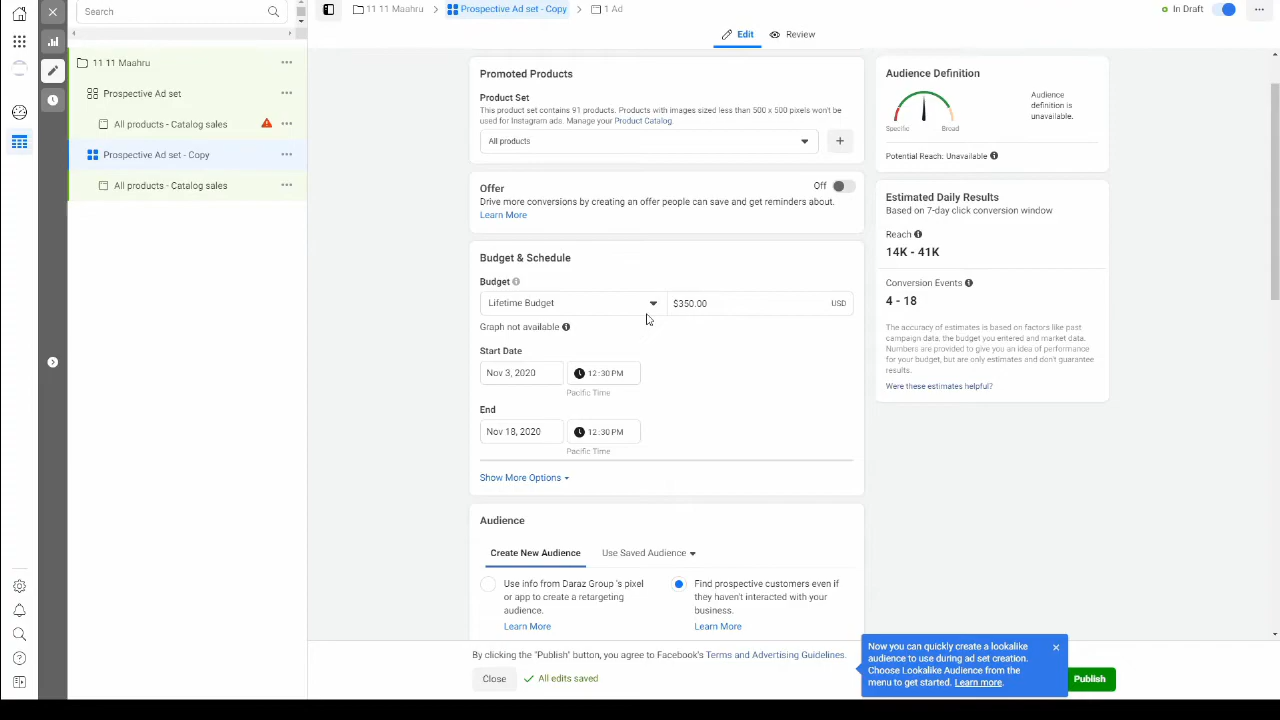 Search
11 11 Maahru
Prospective Ad set
All products - Catalog sales
Prospective Ad set - Copy
All products - Catalog sales
11 11 Maahru
Prospective Ad set - Copy
1 Ad
In Draft
Edit
Review
Promoted Products
Product Set
This product set contains 91 products. Products with images sized less than 500 x 500 pixels won't be
used for Instagram ads. Manage your Product Catalog.
All products
Offer
Off
Drive more conversions by creating an offer people can save and get reminders about.
Learn More
Budget & Schedule
Budget
Lifetime Budget
$350.00
USD
Graph not available
Start Date
Nov 3, 2020
12:30 PM
Pacific Time
End
Nov 18, 2020
12:30 PM
Pacific Time
Show More Options
Audience
Create New Audience
Use Saved Audience
Use info from Daraz Group 's pixel
or app to create a retargeting
audience.
Learn More
Find prospective customers even if
they haven't interacted with your
business.
Learn More
By clicking the "Publish" button, you agree to Facebook's Terms and Advertising Guidelines.
Close
All edits saved
Audience Definition
Specific
Broad
Audience
definition is
unavailable.
Potential Reach: Unavailable
Estimated Daily Results
Based on 7-day click conversion window
Reach
14K - 41K
Conversion Events
4 - 18
The accuracy of estimates is based on factors like past
campaign data, the budget you entered and market data.
Numbers are provided to give you an idea of performance
for your budget, but are only estimates and don't guarantee
results.
Were these estimates helpful?
Now you can quickly create a lookalike
audience to use during ad set creation.
Choose Lookalike Audience from the
menu to get started. Learn more.
Publish